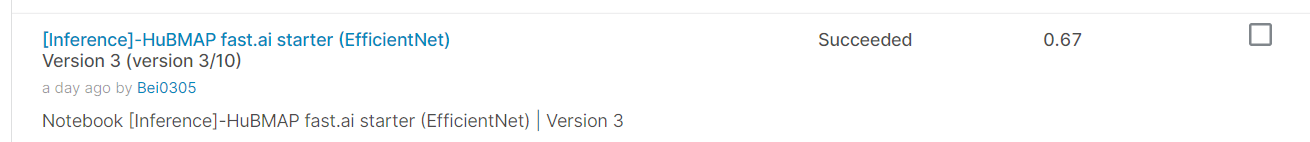 [Inference]-HuBMAP fast.ai starter (EfficientNet) Succeeded 0.67
Version 3 (version 3/10)
a day ago by Bei0305
Notebook [Inference]-HuBMAP fast.ai starter (EfficientNet) | Version 3